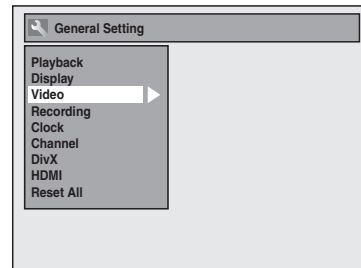 General Setting
Playback
Display
Video
Recording
Clock
Channel
DivX
HDMI
Reset All